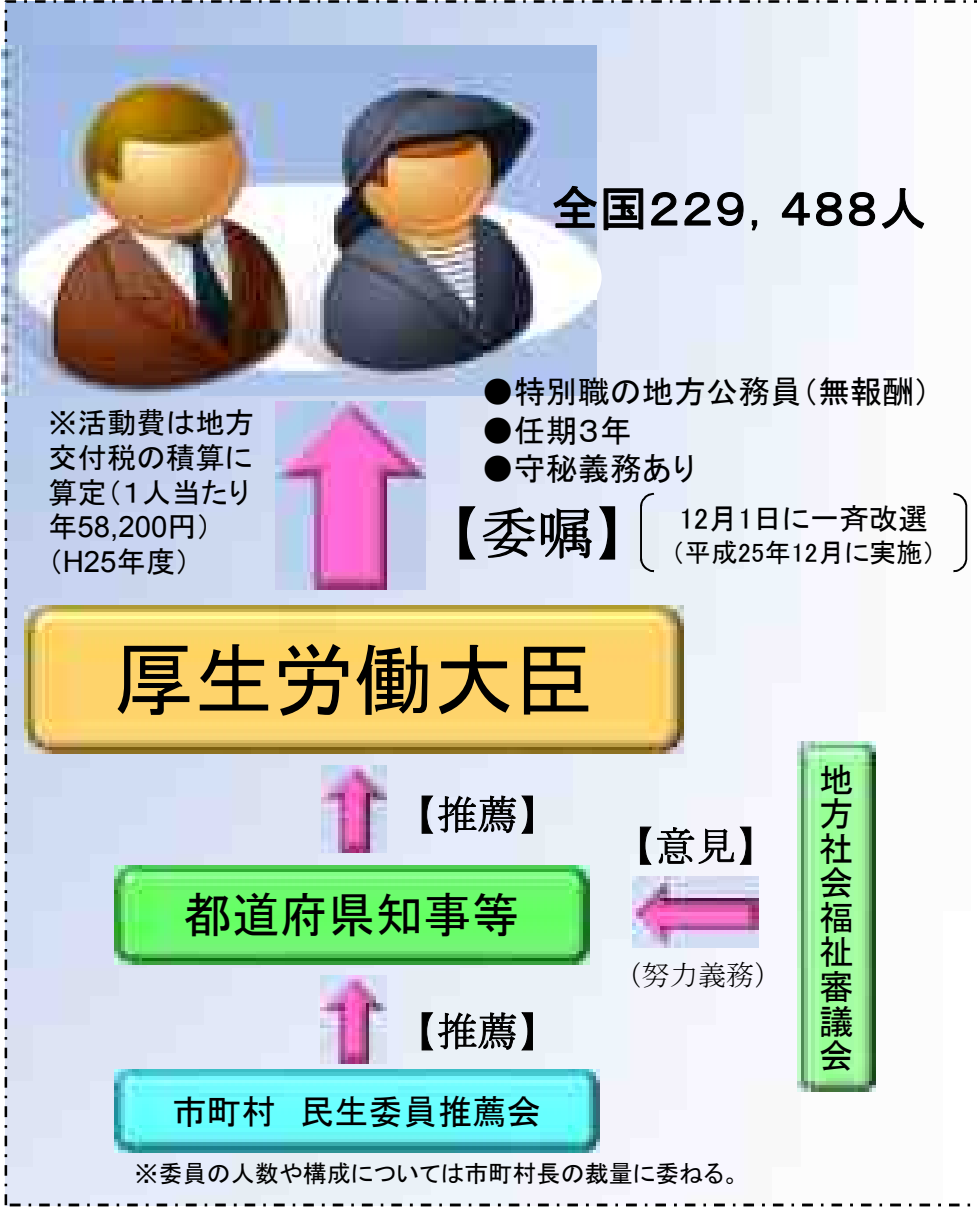 全国229,488人
●特別職の地方公務員(無報酬)
●任期3年
●守秘義務あり
※活動費は地方
交付税の積算に
算定(1人当たり
年58,200円)
(H25年度)
【委嘱】
12月1日に一斉改選
(平成25年12月に実施)
厚生労働大臣
【推薦】
都道府県知事等
【意見】
(努力義務)
地方社会福祉審議会
【推薦】
市町村 民生委員推薦会
※委員の人数や構成については市町村長の裁量に委ねる。